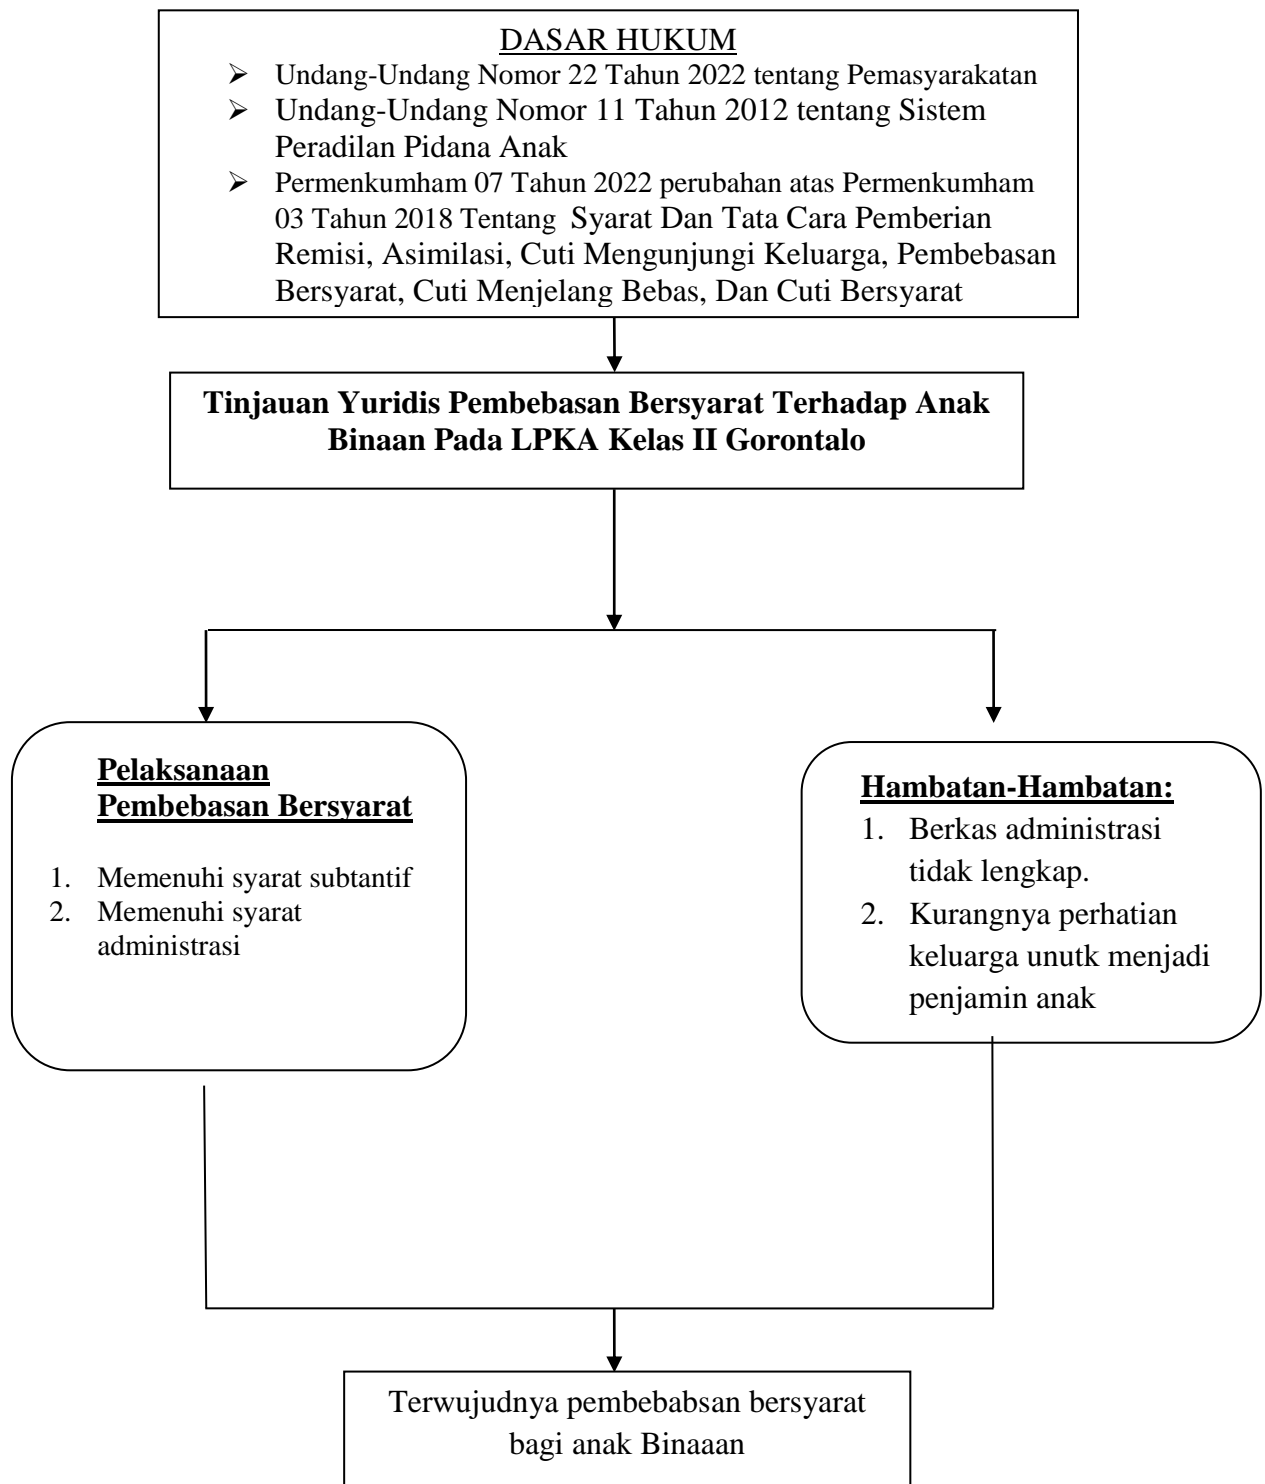 DASAR HUKUM
➢ Undang-Undang Nomor 22 Tahun 2022 tentang Pemasyarakatan
➢ Undang-Undang Nomor 11 Tahun 2012 tentang Sistem
Peradilan Pidana Anak
➢ Permenkumham 07 Tahun 2022 perubahan atas Permenkumham
03 Tahun 2018 Tentang Syarat Dan Tata Cara Pemberian
Remisi, Asimilasi, Cuti Mengunjungi Keluarga, Pembebasan
Bersyarat, Cuti Menjelang Bebas, Dan Cuti Bersyarat
Tinjauan Yuridis Pembebasan Bersyarat Terhadap Anak
Binaan Pada LPKA Kelas II Gorontalo
Pelaksanaan
Pembebasan Bersyarat
1. Memenuhi syarat subtantif
2. Memenuhi syarat
administrasi
Hambatan-Hambatan:
1. Berkas administrasi
tidak lengkap.
2. Kurangnya perhatian
keluarga unutk menjadi
penjamin anak
Terwujudnya pembebabsan bersyarat
bagi anak Binaaan